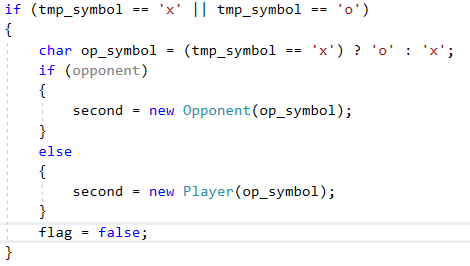 if (tmp_symbol == 'x' || tmp_symbol == 'o')
{
    char op_symbol = (tmp_symbol == 'x') ? 'o' : 'x';
    if (opponent)
    {
        second = new Opponent(op_symbol);
    }
    else
    {
        second = new Player(op_symbol);
    }
    flag = false;
}